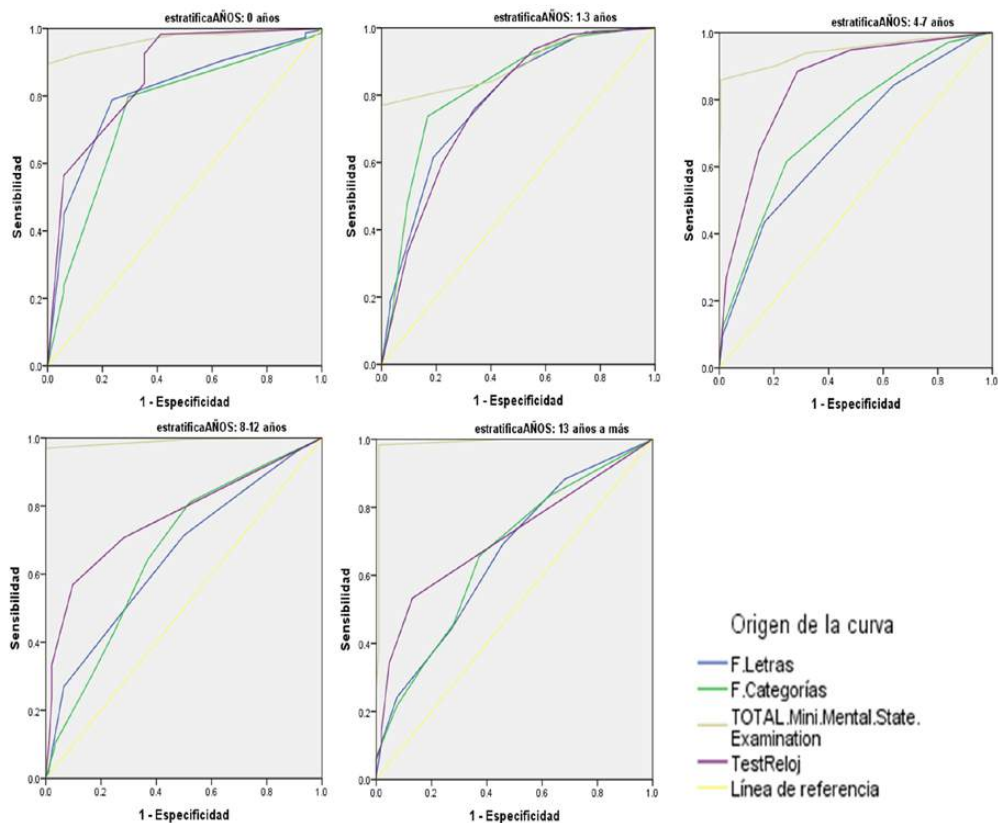 estratificaAÑOS: 0 años
Sensibilidad
1.0
0.8
0.6
0.4
0.2
0.0
0.0 0.2 0.4 0.6 0.8 1.0
1 - Especificidad
estratificaAÑOS: 1-3 años
Sensibilidad
1.0
0.8
0.6
0.4
0.2
0.0
0.0 0.2 0.4 0.6 0.8 1.0
1 - Especificidad
estratificaAÑOS: 4-7 años
Sensibilidad
1.0
0.8
0.6
0.4
0.2
0.0
0.0 0.2 0.4 0.6 0.8 1.0
1 - Especificidad
estratificaAÑOS: 8-12 años
Sensibilidad
1.0
0.8
0.6
0.4
0.2
0.0
0.0 0.2 0.4 0.6 0.8 1.0
1 - Especificidad
estratificaAÑOS: 13 años a más
Sensibilidad
1.0
0.8
0.6
0.4
0.2
0.0
0.0 0.2 0.4 0.6 0.8 1.0
1 - Especificidad
Origen de la curva
F.Letras
F.Categorías
TOTAL.Mini.Mental.State.
Examination
TestReloj
Línea de referencia